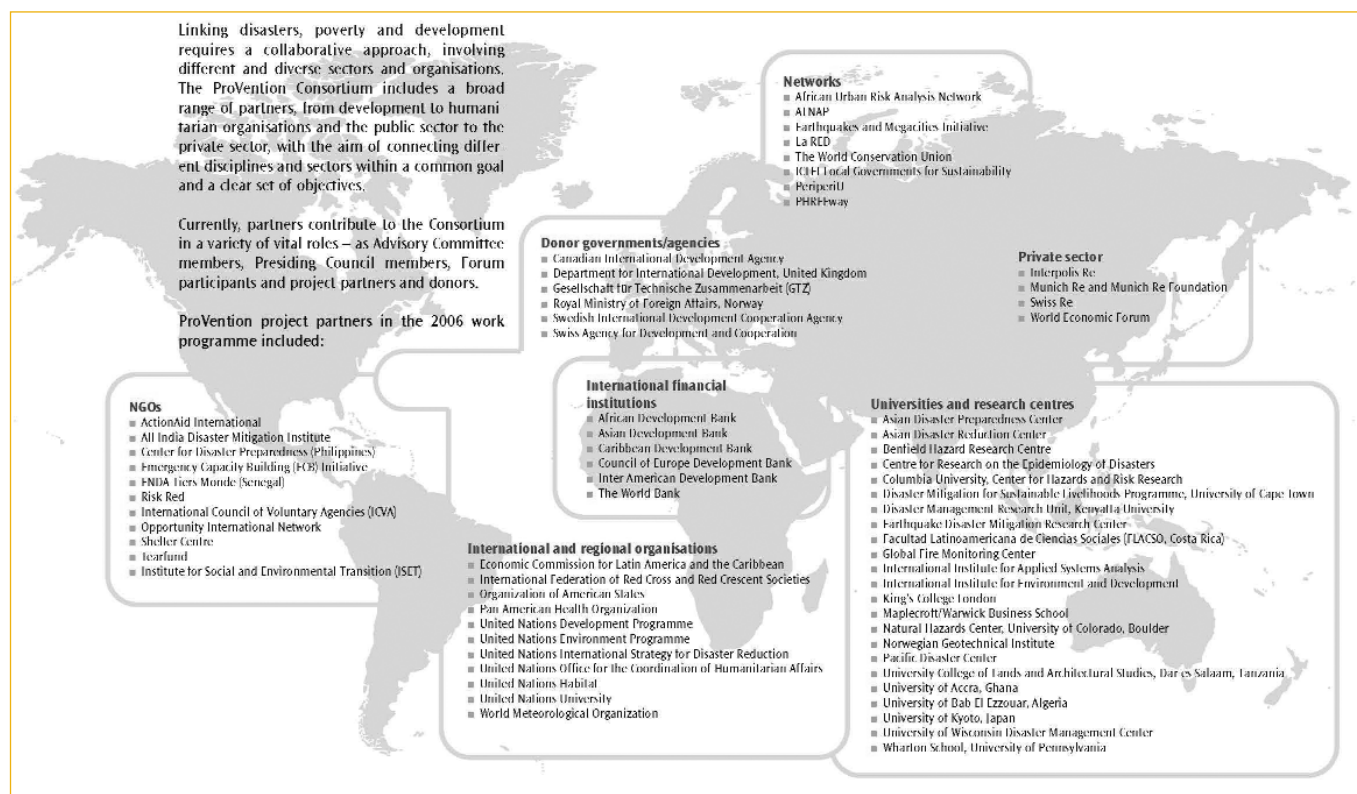 Linking disasters, poverty and development
requires a collaborative approach, involving
different and diverse sectors and organisations.
The ProVention Consortium includes a broad
range of partners, from development to humani
tarian organisations and the public sector to the
private sector, with the aim of connecting differ
ent disciplines and sectors within a common goal
and a clear set of objectives.
Currently, partners contribute to the Consortium
in a variety of vital roles – as Advisory Committee
members, Presiding Council members, Forum
participants and project partners and donors.
ProVention project partners in the 2006 work
programme included:
Networks
African Urban Risk Analysis Network
ALNAP
Earthquakes and Megacities Initiative
La RED
The World Conservation Union
ICLEI Local Governments for Sustainability
PeriperiU
PHREEway
Donor governments/agencies
Canadian International Development Agency
Department for International Development, United Kingdom
Gesellschaft für Technische Zusammenarbeit (GTZ)
Royal Ministry of Foreign Affairs, Norway
Swedish International Development Cooperation Agency
Swiss Agency for Development and Cooperation
Private sector
Interpolis Re
Munich Re and Munich Re Foundation
Swiss Re
World Economic Forum
NGOs
ActionAid International
All India Disaster Mitigation Institute
Center for Disaster Preparedness (Philippines)
Emergency Capacity Building (ECB) Initiative
ENDA Tiers Monde (Senegal)
Risk Red
International Council of Voluntary Agencies (ICVA)
Opportunity International Network
Shelter Centre
Tearfund
Institute for Social and Environmental Transition (ISET)
International financial
institutions
African Development Bank
Asian Development Bank
Caribbean Development Bank
Council of Europe Development Bank
Inter American Development Bank
The World Bank
International and regional organisations
Economic Commission for Latin America and the Caribbean
International Federation of Red Cross and Red Crescent Societies
Organization of American States
Pan American Health Organization
United Nations Development Programme
United Nations Environment Programme
United Nations International Strategy for Disaster Reduction
United Nations Office for the Coordination of Humanitarian Affairs
United Nations Habitat
United Nations University
World Meteorological Organization
Universities and research centres
Asian Disaster Preparedness Center
Asian Disaster Reduction Center
Benfield Hazard Research Centre
Centre for Research on the Epidemiology of Disasters
Columbia University, Center for Hazards and Risk Research
Disaster Mitigation for Sustainable Livelihoods Programme, University of Cape Town
Disaster Management Research Unit, Kenyatta University
Earthquake Disaster Mitigation Research Center
Facultad Latinoamericana de Ciencias Sociales (FLACSO, Costa Rica)
Global Fire Monitoring Center
International Institute for Applied Systems Analysis
International Institute for Environment and Development
King's College London
Maplecroft/Warwick Business School
Natural Hazards Center, University of Colorado, Boulder
Norwegian Geotechnical Institute
Pacific Disaster Center
University College of Lands and Architectural Studies, Dar es Salaam, Tanzania
University of Accra, Ghana
University of Bab El Ezzouar, Algeria
University of Kyoto, Japan
University of Wisconsin Disaster Management Center
Wharton School, University of Pennsylvania